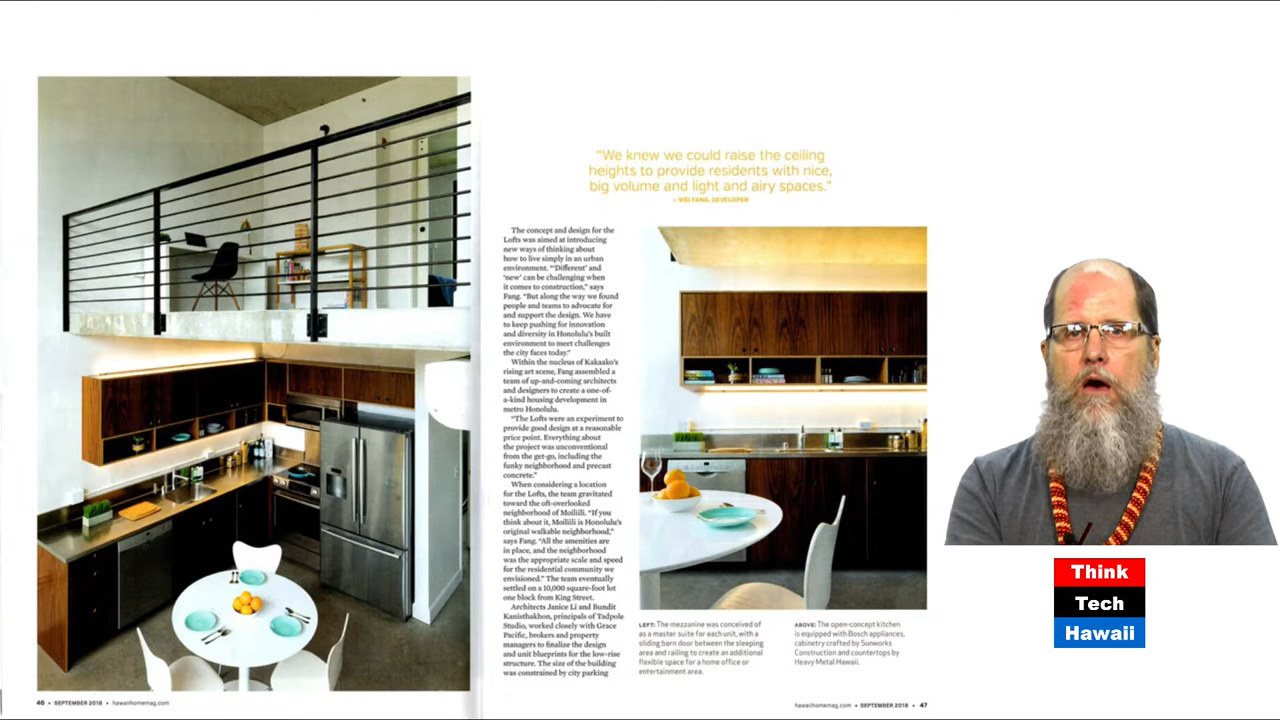 "We knew we could raise the ceiling
heights to provide residents with nice,
big volume and light and airy spaces."
– WEI FANG, DEVELOPER
The concept and design for the
Lofts was aimed at introducing
new ways of thinking about
how to live simply in an urban
environment. "'Different' and
'new' can be challenging when
it comes to construction," says
Fang. "But along the way we found
people and teams to advocate for
and support the design. We have
to keep pushing for innovation
and diversity in Honolulu's built
environment to meet challenges
the city faces today."
Within the nucleus of Kakaako's
rising art scene, Fang assembled a
team of up-and-coming architects
and designers to create a one-of-
a-kind housing development in
metro Honolulu.
"The Lofts were an experiment to
provide good design at a reasonable
price point. Everything about
the project was unconventional
from the get-go, including the
funky neighborhood and precast
concrete."
When considering a location
for the Lofts, the team gravitated
toward the oft-overlooked
neighborhood of Moiliili. "If you
think about it, Moiliili is Honolulu's
original walkable neighborhood,"
says Fang. "All the amenities are
in place, and the neighborhood
was the appropriate scale and speed
for the residential community we
envisioned." The team eventually
settled on a 10,000 square-foot lot
one block from King Street.
Architects Janice Li and Bundit
Kanisthakhon, principals of Tadpole
Studio, worked closely with Grace
Pacific, brokers and property
managers to finalize the design
and unit blueprints for the low-rise
structure. The size of the building
was constrained by city parking
LEFT: The mezzanine was conceived of
as a master suite for each unit, with a
sliding barn door between the sleeping
area and railing to create an additional
flexible space for a home office or
entertainment area.
ABOVE: The open-concept kitchen
is equipped with Bosch appliances,
cabinetry crafted by Sunworks
Construction and countertops by
Heavy Metal Hawaii.
46 • SEPTEMBER 2018 • hawaiihomemag.com
hawaiihomemag.com • SEPTEMBER 2018 • 47
Think
Tech
Hawaii